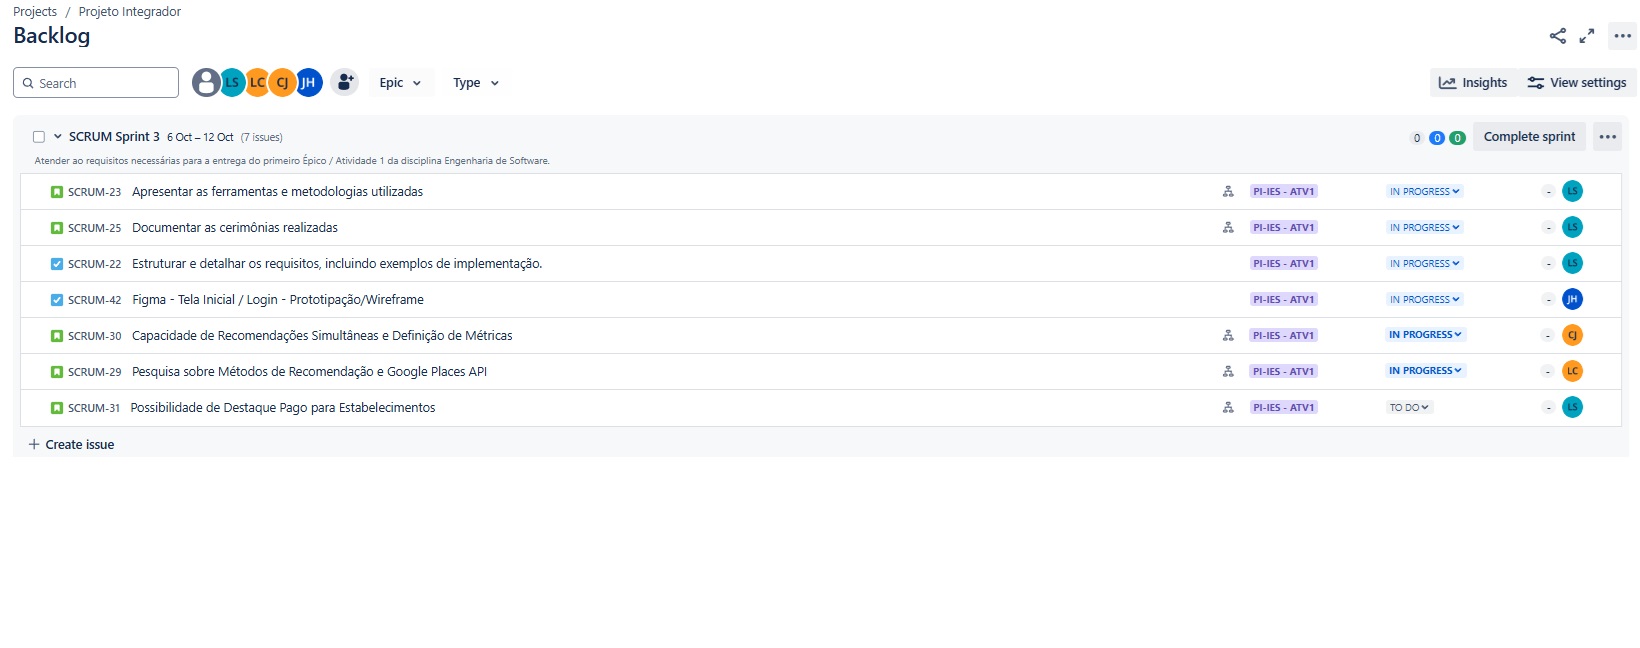 Projects / Projeto Integrador
Backlog
Search
LS LC CJ JH
Epic
Type
Insights
View settings
SCRUM Sprint 3 6 Oct – 12 Oct (7 issues)
0 0 0 Complete sprint
Atender ao requisitos necessárias para a entrega do primeiro Épico / Atividade 1 da disciplina Engenharia de Software.
SCRUM-23 Apresentar as ferramentas e metodologias utilizadas PI-IES - ATV1 IN PROGRESS - LS
SCRUM-25 Documentar as cerimônias realizadas PI-IES - ATV1 IN PROGRESS - LS
SCRUM-22 Estruturar e detalhar os requisitos, incluindo exemplos de implementação. PI-IES - ATV1 IN PROGRESS - LS
SCRUM-42 Figma - Tela Inicial / Login - Prototipação/Wireframe PI-IES - ATV1 IN PROGRESS - JH
SCRUM-30 Capacidade de Recomendações Simultâneas e Definição de Métricas PI-IES - ATV1 IN PROGRESS - CJ
SCRUM-29 Pesquisa sobre Métodos de Recomendação e Google Places API PI-IES - ATV1 IN PROGRESS - LC
SCRUM-31 Possibilidade de Destaque Pago para Estabelecimentos PI-IES - ATV1 TO DO - LS
+ Create issue